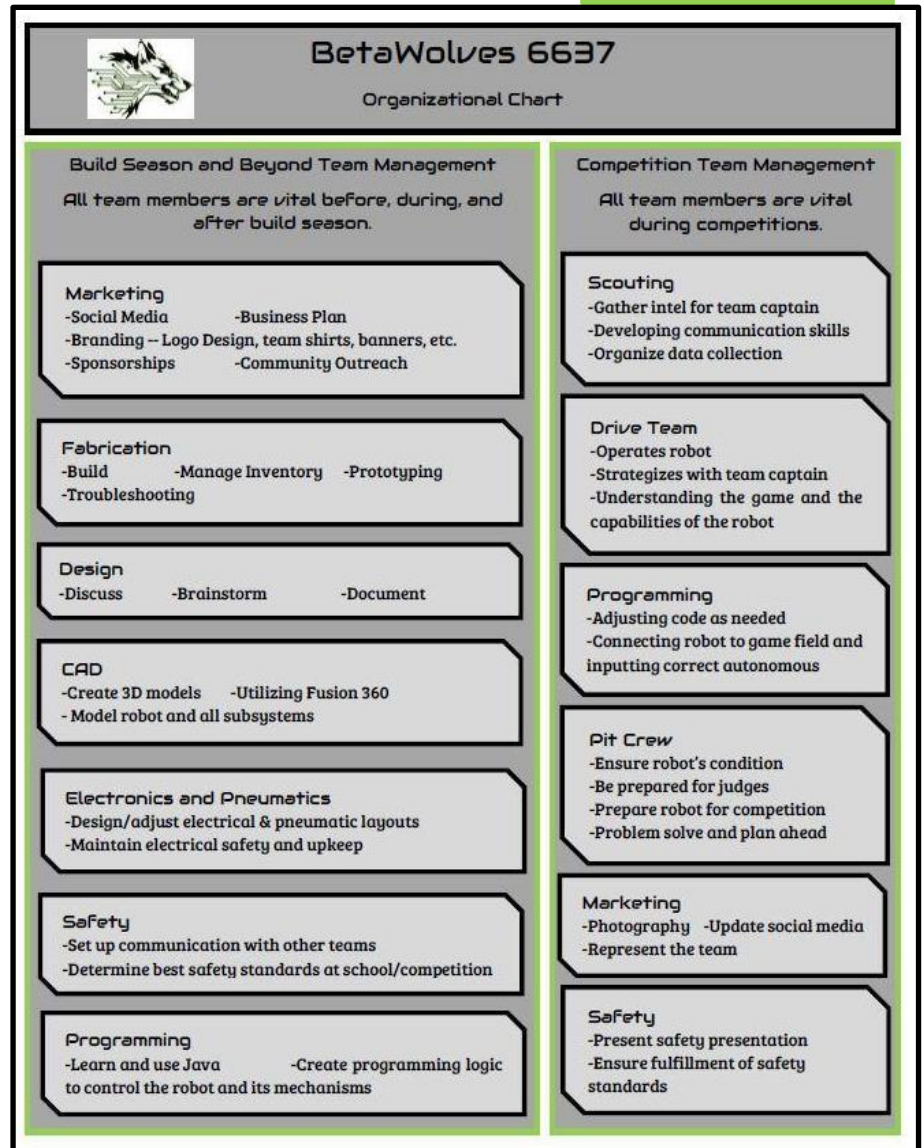 BetaWolves 6637
Organizational Chart
Build Season and Beyond Team Management
All team members are vital before, during, and
after build season.
Marketing
-Social Media -Business Plan
-Branding -- Logo Design, team shirts, banners, etc.
-Sponsorships -Community Outreach
Fabrication
-Build -Manage Inventory -Prototyping
-Troubleshooting
Design
-Discuss -Brainstorm -Document
CAD
-Create 3D models -Utilizing Fusion 360
- Model robot and all subsystems
Electronics and Pneumatics
-Design/adjust electrical & pneumatic layouts
-Maintain electrical safety and upkeep
Safety
-Set up communication with other teams
-Determine best safety standards at school/competition
Programming
-Learn and use Java -Create programming logic
to control the robot and its mechanisms
Competition Team Management
All team members are vital
during competitions.
Scouting
-Gather intel for team captain
-Developing communication skills
-Organize data collection
Drive Team
-Operates robot
-Strategizes with team captain
-Understanding the game and the
capabilities of the robot
Programming
-Adjusting code as needed
-Connecting robot to game field and
inputting correct autonomous
Pit Crew
-Ensure robot's condition
-Be prepared for judges
-Prepare robot for competition
-Problem solve and plan ahead
Marketing
-Photography -Update social media
-Represent the team
Safety
-Present safety presentation
-Ensure fulfillment of safety
standards